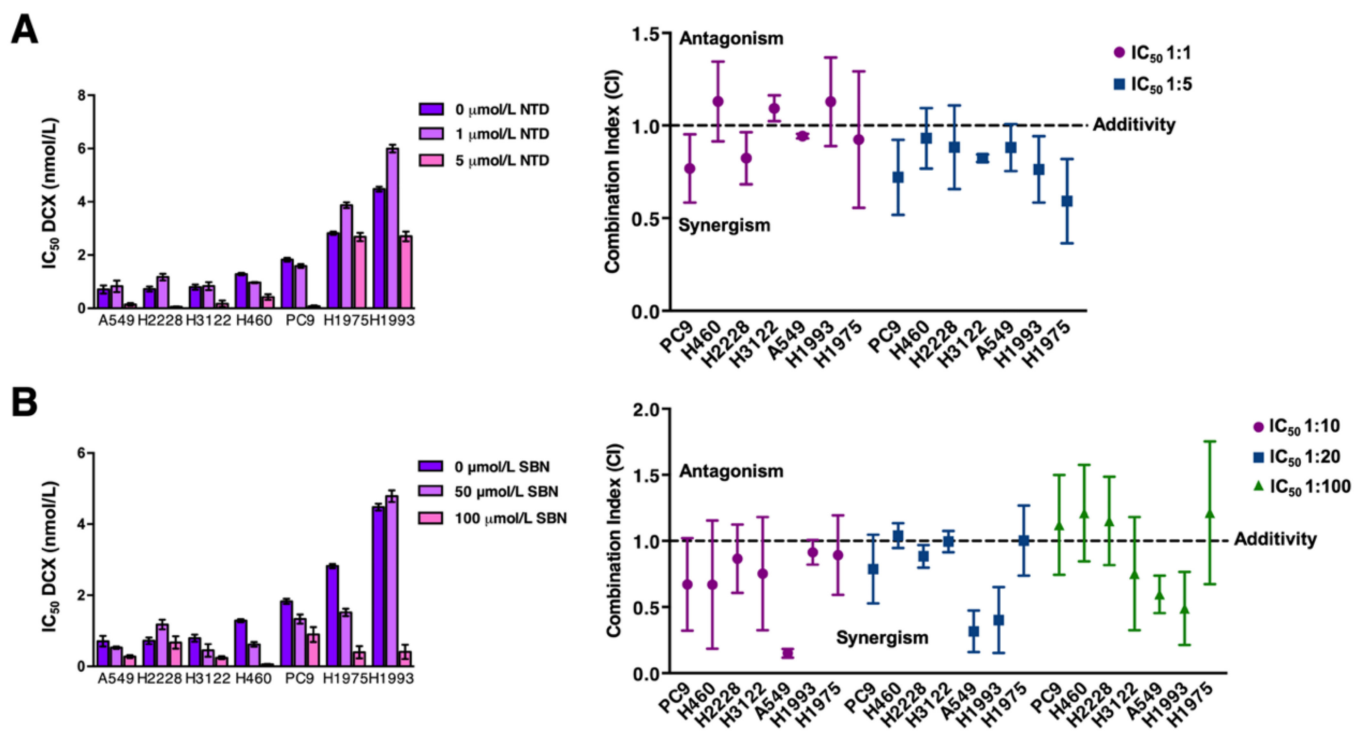 A
IC50 DCX (nmol/L)
8
6
4
2
0
A549 H2228 H3122 H460 PC9 H1975 H1993
0 μmol/L NTD
1 μmol/L NTD
5 μmol/L NTD
Combination Index (CI)
1.5
1.0
0.5
0.0
Antagonism
Additivity
Synergism
IC50 1:1
IC50 1:5
PC9 H460 H2228 H3122 A549 H1993 H1975 PC9 H460 H2228 H3122 A549 H1993 H1975
B
IC50 DCX (nmol/L)
6
4
2
0
A549 H2228 H3122 H460 PC9 H1975 H1993
0 μmol/L SBN
50 μmol/L SBN
100 μmol/L SBN
Combination Index (CI)
2.0
1.5
1.0
0.5
0.0
Antagonism
Additivity
Synergism
IC50 1:10
IC50 1:20
IC50 1:100
PC9 H460 H2228 H3122 A549 H1993 H1975 PC9 H460 H2228 H3122 A549 H1993 H1975 PC9 H460 H2228 H3122 A549 H1993 H1975